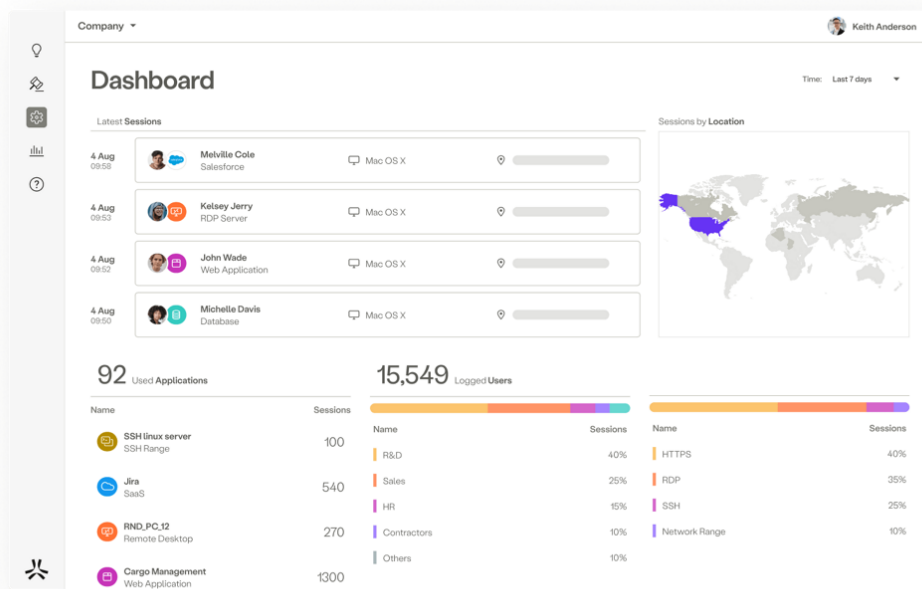 Company
Keith Anderson
Dashboard
Time: Last 7 days
Latest Sessions
Sessions by Location
4 Aug
09:58
Melville Cole
Salesforce
Mac OS X
4 Aug
09:53
Kelsey Jerry
RDP Server
Mac OS X
4 Aug
09:52
John Wade
Web Application
Mac OS X
4 Aug
09:50
Michelle Davis
Database
Mac OS X
92 Used Applications
Name Sessions
SSH linux server
SSH Range
100
Jira
SaaS
540
RND_PC_12
Remote Desktop
270
Cargo Management
Web Application
1300
15,549 Logged Users
Name Sessions
R&D 40%
Sales 25%
HR 15%
Contractors 10%
Others 10%
Name Sessions
HTTPS 40%
RDP 35%
SSH 25%
Network Range 10%